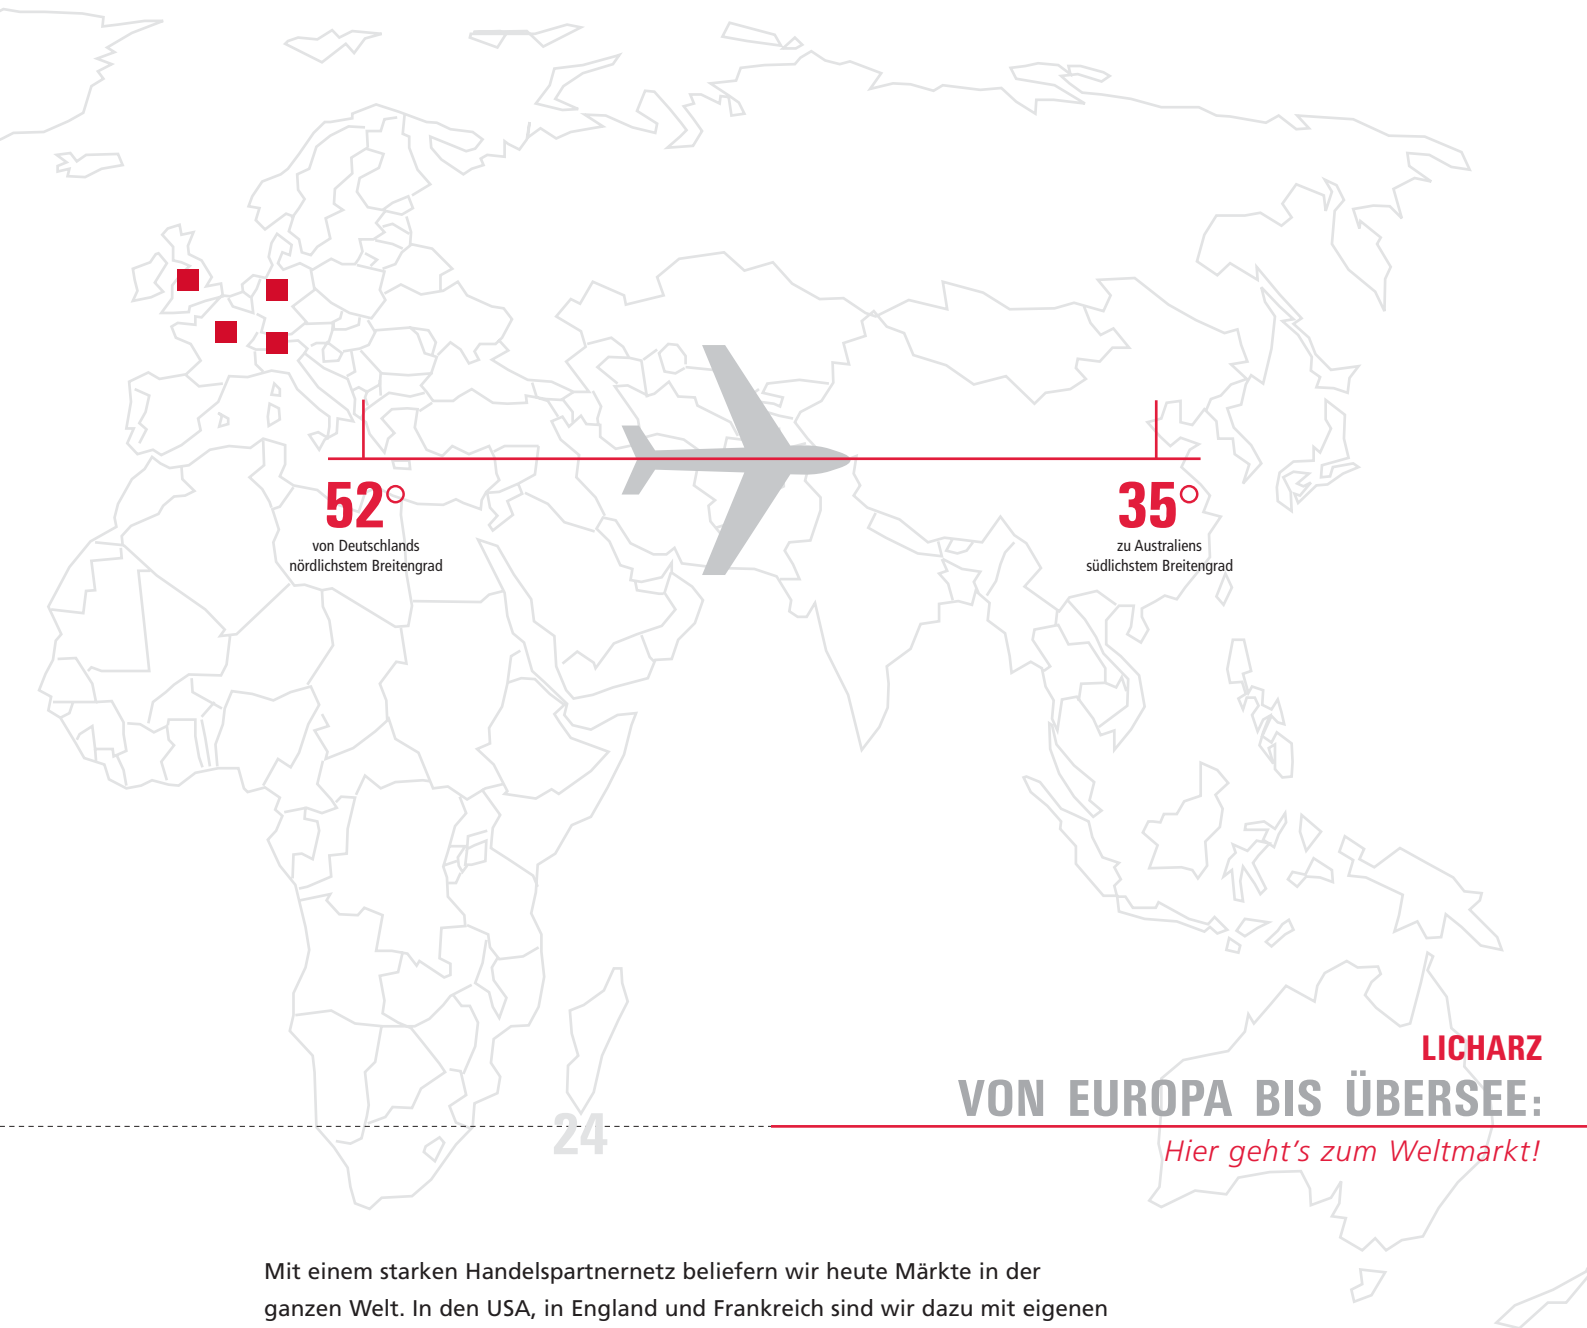 52°
von Deutschlands
nördlichstem Breitengrad
35°
zu Australiens
südlichstem Breitengrad
LICHARZ
VON EUROPA BIS ÜBERSEE:
24
Hier geht's zum Weltmarkt!
Mit einem starken Handelspartnernetz beliefern wir heute Märkte in der
ganzen Welt. In den USA, in England und Frankreich sind wir dazu mit eigenen